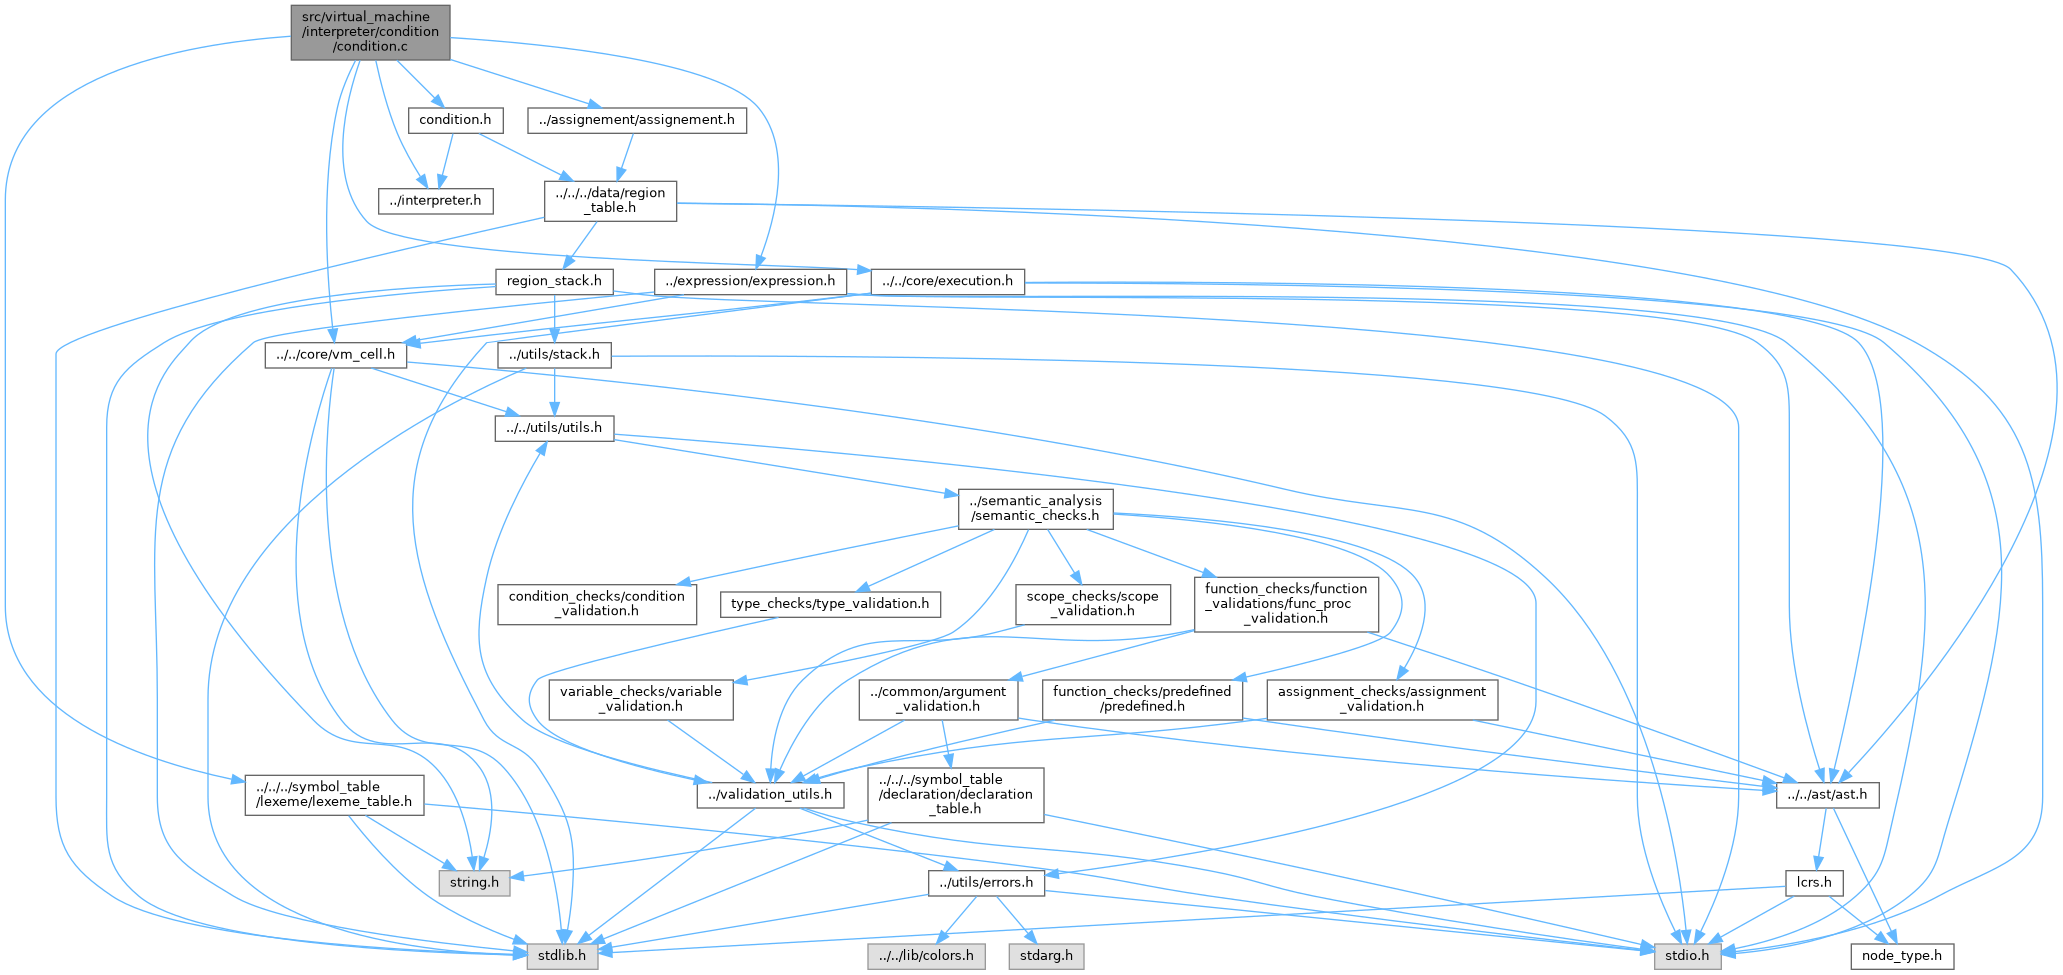 src/virtual_machine
/interpreter/condition
/condition.c
condition.h
../assignement/assignement.h
../interpreter.h
../../../data/region
_table.h
region_stack.h
../expression/expression.h
../../core/execution.h
../../core/vm_cell.h
../utils/stack.h
../../utils/utils.h
../semantic_analysis
/semantic_checks.h
condition_checks/condition
_validation.h
type_checks/type_validation.h
scope_checks/scope
_validation.h
function_checks/function
_validations/func_proc
_validation.h
variable_checks/variable
_validation.h
../common/argument
_validation.h
function_checks/predefined
/predefined.h
assignment_checks/assignment
_validation.h
../../../symbol_table
/lexeme/lexeme_table.h
../validation_utils.h
../../../symbol_table
/declaration/declaration
_table.h
../../ast/ast.h
string.h
../utils/errors.h
lcrs.h
stdlib.h
../../lib/colors.h
stdarg.h
stdio.h
node_type.h